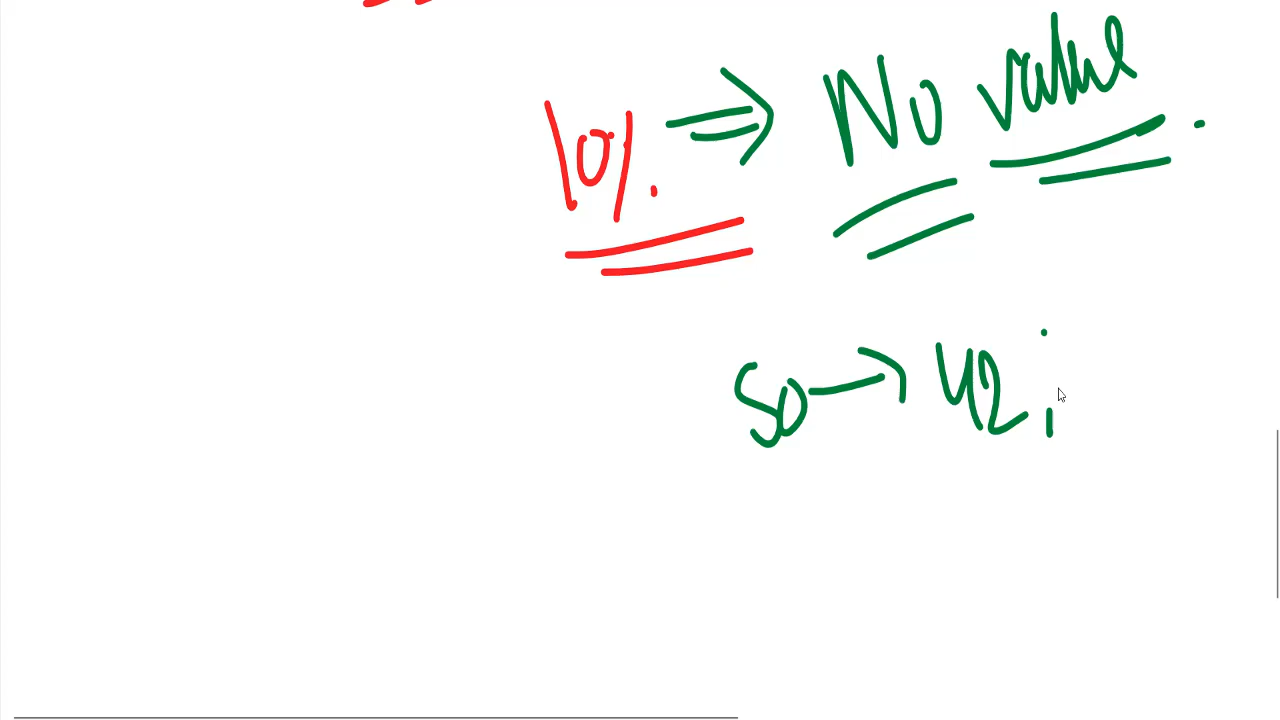 10%. ⇒ No value.
50 → 42 i